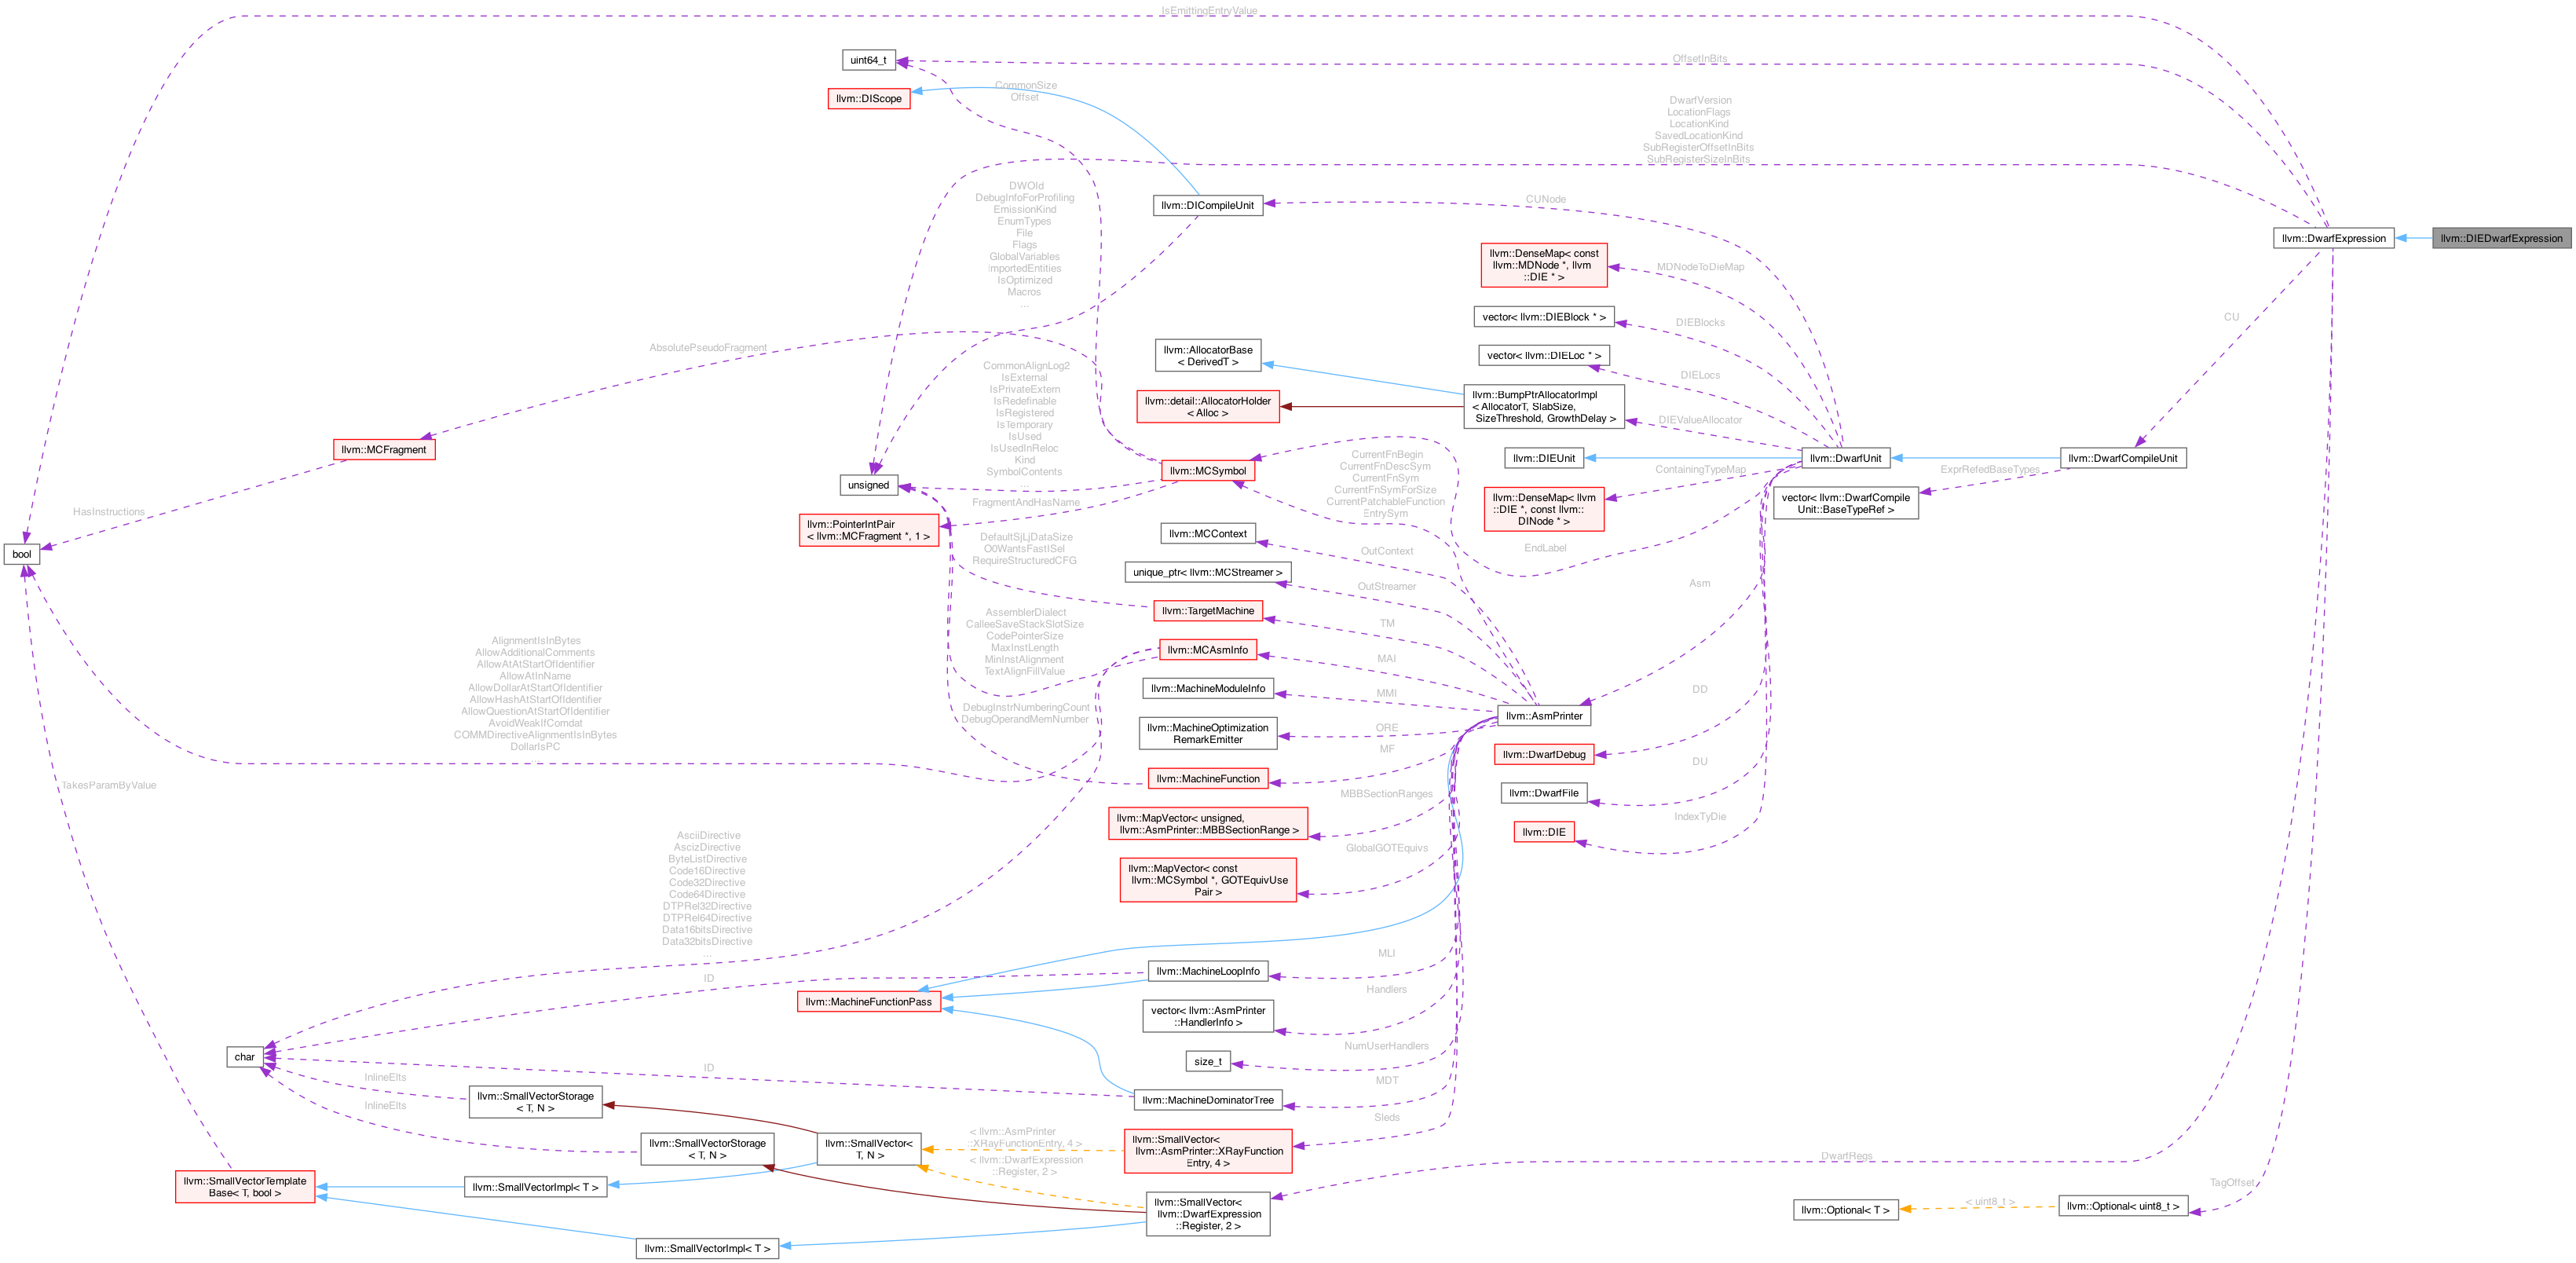 IsEmittingEntryValue
uint64_t
OffsetInBits
llvm::DIScope
CommonSize
Offset
DwarfVersion
LocationFlags
LocationKind
SavedLocationKind
SubRegisterOffsetInBits
SubRegisterSizeInBits
DWOId
DebugInfoForProfiling
EmissionKind
EnumTypes
File
Flags
GlobalVariables
ImportedEntities
IsOptimized
Macros
...
llvm::DICompileUnit
CUNode
llvm::DwarfExpression
llvm::DIEDwarfExpression
llvm::DenseMap< const
llvm::MDNode *, llvm
::DIE * >
MDNodeToDieMap
vector< llvm::DIEBlock * >
DIEBlocks
CU
AbsolutePseudoFragment
llvm::AllocatorBase
< DerivedT >
vector< llvm::DIELoc * >
DIELocs
CommonAlignLog2
IsExternal
IsPrivateExtern
IsRedefinable
IsRegistered
IsTemporary
IsUsed
IsUsedInReloc
Kind
SymbolContents
...
llvm::detail::AllocatorHolder
< Alloc >
llvm::BumpPtrAllocatorImpl
< AllocatorT, SlabSize,
SizeThreshold, GrowthDelay >
DIEValueAllocator
llvm::MCFragment
llvm::MCSymbol
CurrentFnBegin
CurrentFnDescSym
CurrentFnSym
CurrentFnSymForSize
CurrentPatchableFunction
EntrySym
llvm::DIEUnit
llvm::DwarfUnit
llvm::DwarfCompileUnit
ContainingTypeMap
ExprRefedBaseTypes
unsigned
FragmentAndHasName
llvm::DenseMap< llvm
::DIE *, const llvm::
DINode * >
vector< llvm::DwarfCompile
Unit::BaseTypeRef >
HasInstructions
llvm::PointerIntPair
< llvm::MCFragment *, 1 >
llvm::MCContext
OutContext
EndLabel
bool
DefaultSjLjDataSize
O0WantsFastISel
RequireStructuredCFG
unique_ptr< llvm::MCStreamer >
OutStreamer
Asm
llvm::TargetMachine
TM
AssemblerDialect
CalleeSaveStackSlotSize
CodePointerSize
MaxInstLength
MinInstAlignment
TextAlignFillValue
llvm::MCAsmInfo
MAI
AlignmentIsInBytes
AllowAdditionalComments
AllowAtAtStartOfIdentifier
AllowAtInName
AllowDollarAtStartOfIdentifier
AllowHashAtStartOfIdentifier
AllowQuestionAtStartOfIdentifier
AvoidWeakIfComdat
COMMDirectiveAlignmentIsInBytes
DollarIsPC
...
llvm::MachineModuleInfo
MMI
DD
DebugInstrNumberingCount
DebugOperandMemNumber
llvm::AsmPrinter
llvm::MachineOptimization
RemarkEmitter
ORE
llvm::DwarfDebug
MF
DU
llvm::MachineFunction
TakesParamByValue
MBBSectionRanges
llvm::DwarfFile
IndexTyDie
llvm::MapVector< unsigned,
llvm::AsmPrinter::MBBSectionRange >
llvm::DIE
AsciiDirective
AscizDirective
ByteListDirective
Code16Directive
Code32Directive
Code64Directive
DTPRel32Directive
DTPRel64Directive
Data16bitsDirective
Data32bitsDirective
...
GlobalGOTEquivs
llvm::MapVector< const
llvm::MCSymbol *, GOTEquivUse
Pair >
MLI
llvm::MachineLoopInfo
ID
Handlers
llvm::MachineFunctionPass
vector< llvm::AsmPrinter
::HandlerInfo >
NumUserHandlers
char
size_t
ID
InlineElts
MDT
llvm::MachineDominatorTree
llvm::SmallVectorStorage
< T, N >
InlineElts
Sleds
llvm::SmallVectorStorage
< T, N >
llvm::SmallVector<
T, N >
< llvm::AsmPrinter
::XRayFunctionEntry, 4 >
llvm::SmallVector<
llvm::AsmPrinter::XRayFunction
Entry, 4 >
< llvm::DwarfExpression
::Register, 2 >
DwarfRegs
llvm::SmallVectorTemplate
Base< T, bool >
llvm::SmallVectorImpl< T >
TagOffset
llvm::SmallVector<
llvm::DwarfExpression
::Register, 2 >
llvm::Optional< T >
< uint8_t >
llvm::Optional< uint8_t >
llvm::SmallVectorImpl< T >